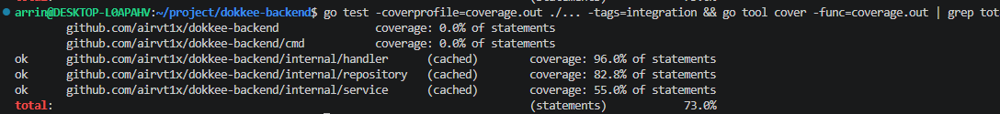 arrin@DESKTOP-L0APAHV:~/project/dokkee-backend$ go test -coverprofile=coverage.out ./... -tags=integration && go tool cover -func=coverage.out | grep tot
github.com/airvt1x/dokkee-backend coverage: 0.0% of statements
github.com/airvt1x/dokkee-backend/cmd coverage: 0.0% of statements
ok github.com/airvt1x/dokkee-backend/internal/handler (cached) coverage: 96.0% of statements
ok github.com/airvt1x/dokkee-backend/internal/repository (cached) coverage: 82.8% of statements
ok github.com/airvt1x/dokkee-backend/internal/service (cached) coverage: 55.0% of statements
total: (statements) 73.0%